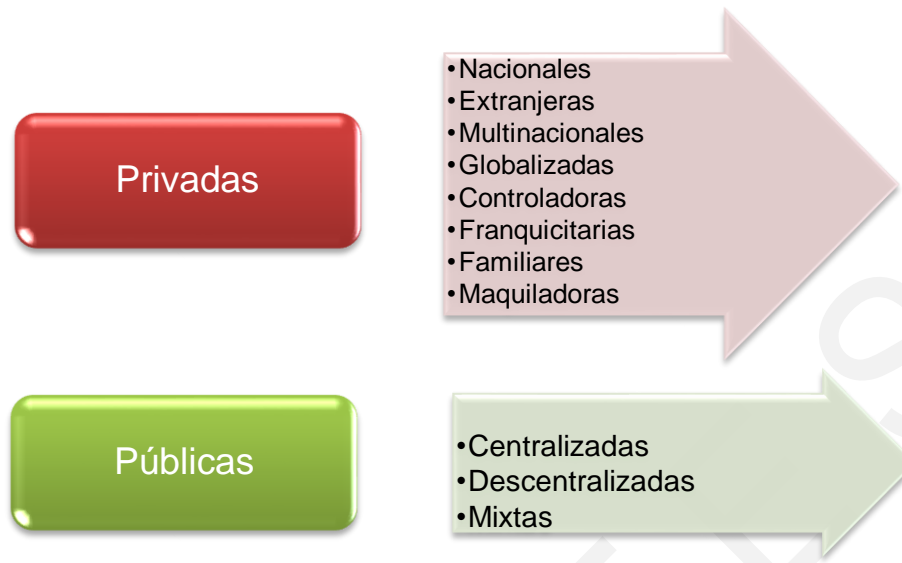 Privadas
•Nacionales
•Extranjeras
•Multinacionales
•Globalizadas
•Controladoras
•Franquicitarias
•Familiares
•Maquiladoras
Públicas
•Centralizadas
•Descentralizadas
•Mixtas